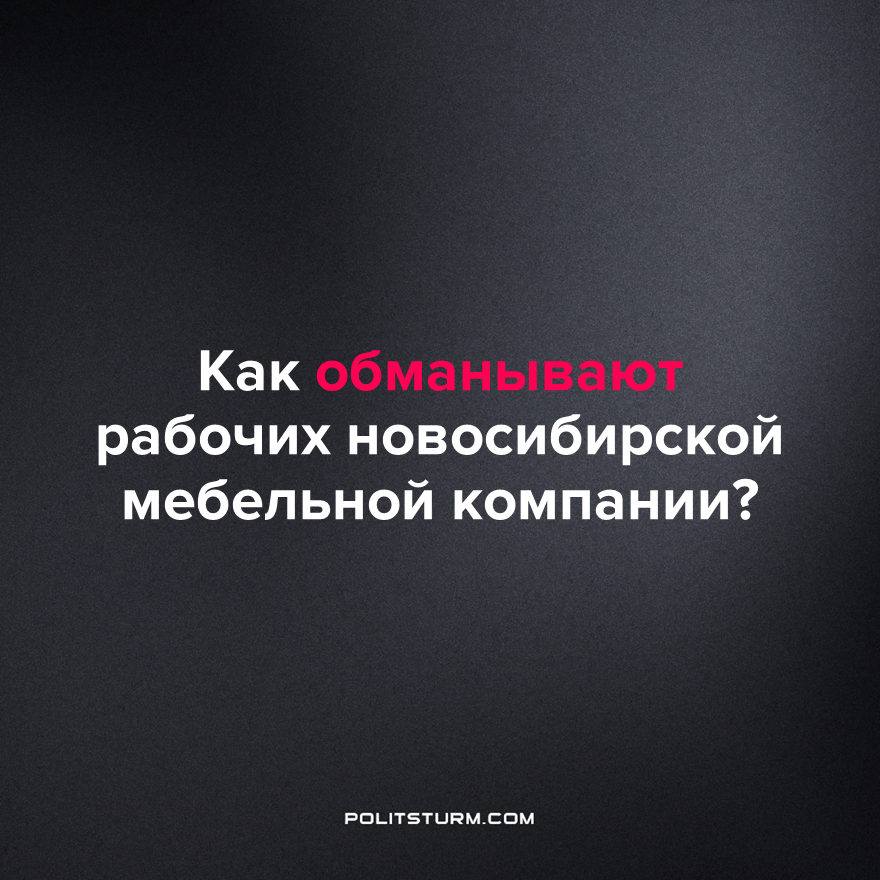 Как обманывают
рабочих новосибирской
мебельной компании?
POLITSTURM.COM